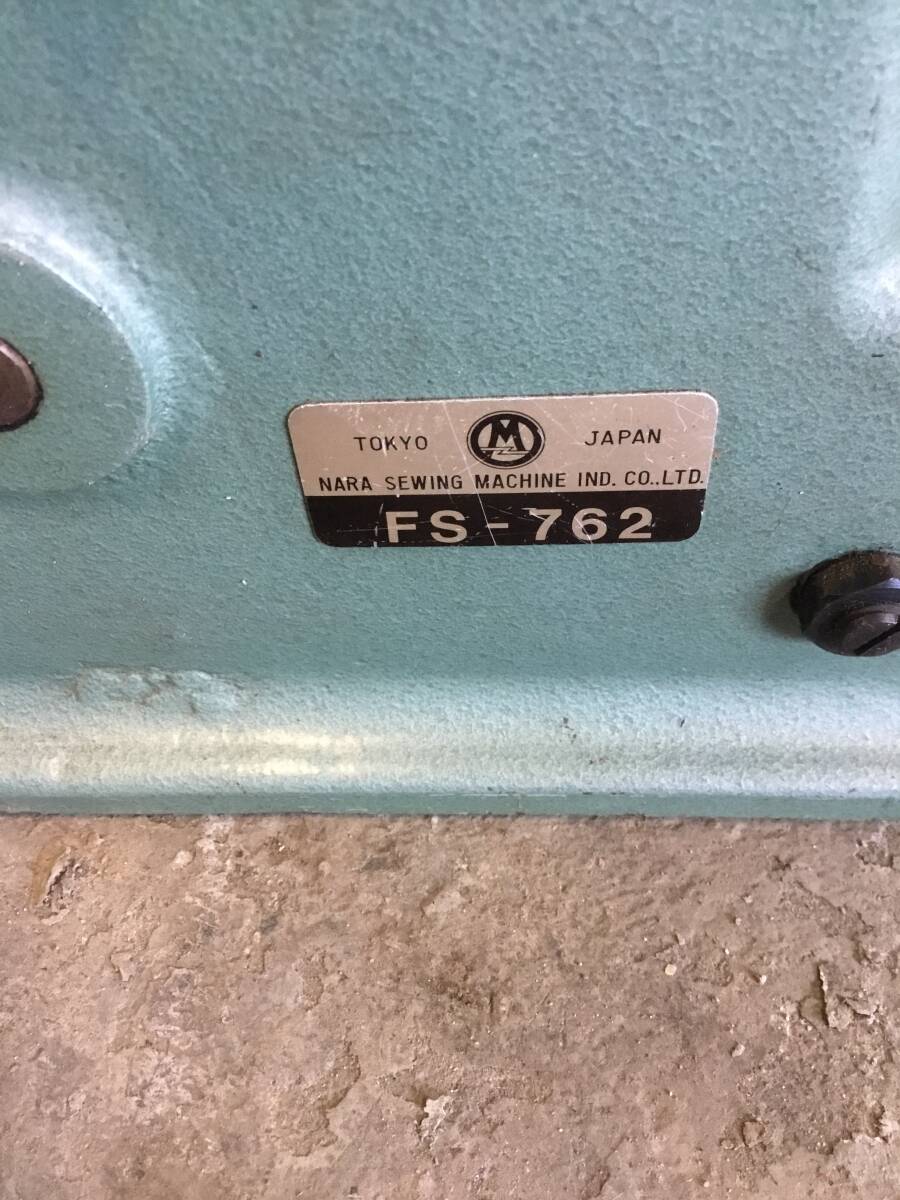 TOKYO M JAPAN
NARA SEWING MACHINE IND. CO.,LTD.
FS-762